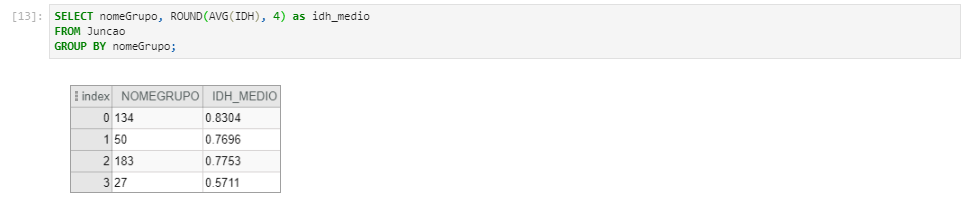 [13]: SELECT nomeGrupo, ROUND(AVG(IDH), 4) as idh_medio
FROM Juncao
GROUP BY nomeGrupo;
index NOMEGRUPO IDH_MEDIO
0 134 0.8304
1 50 0.7696
2 183 0.7753
3 27 0.5711